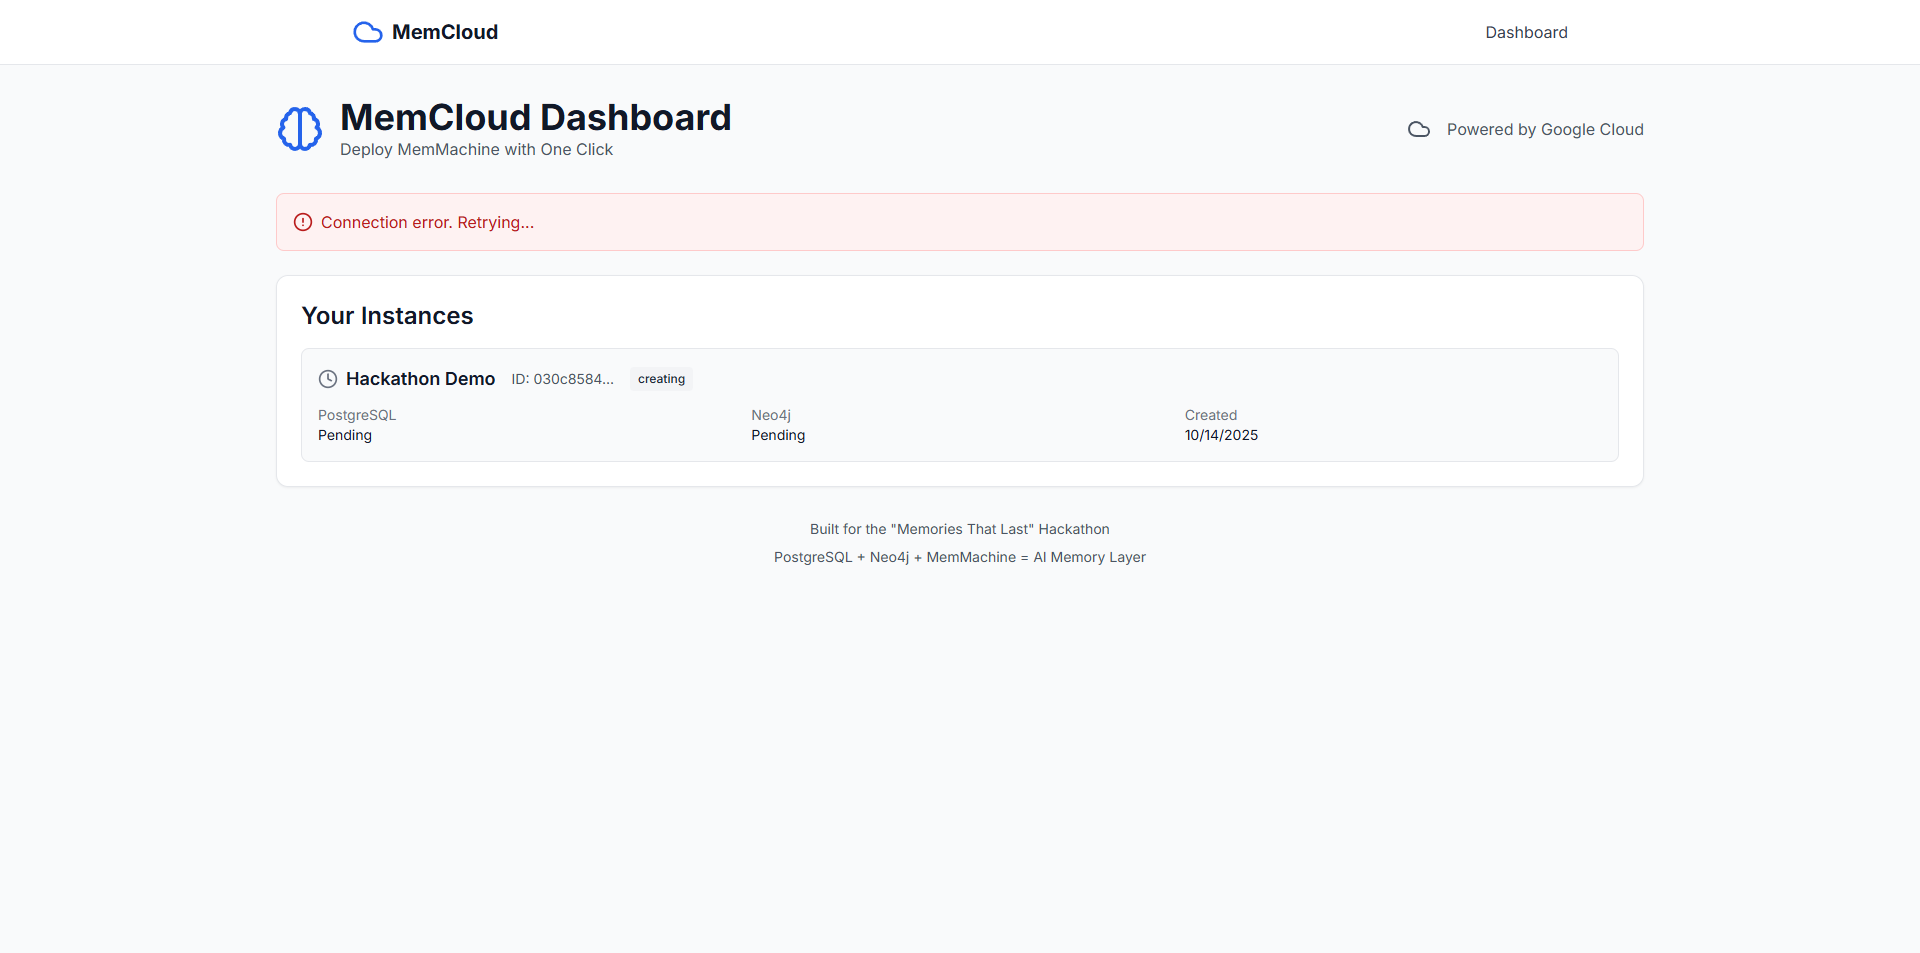 MemCloud
Dashboard
MemCloud Dashboard
Deploy MemMachine with One Click
Powered by Google Cloud
Connection error. Retrying...
Your Instances
Hackathon Demo ID: 030c8584... creating
PostgreSQL Neo4j Created
Pending Pending 10/14/2025
Built for the "Memories That Last" Hackathon
PostgreSQL + Neo4j + MemMachine = AI Memory Layer